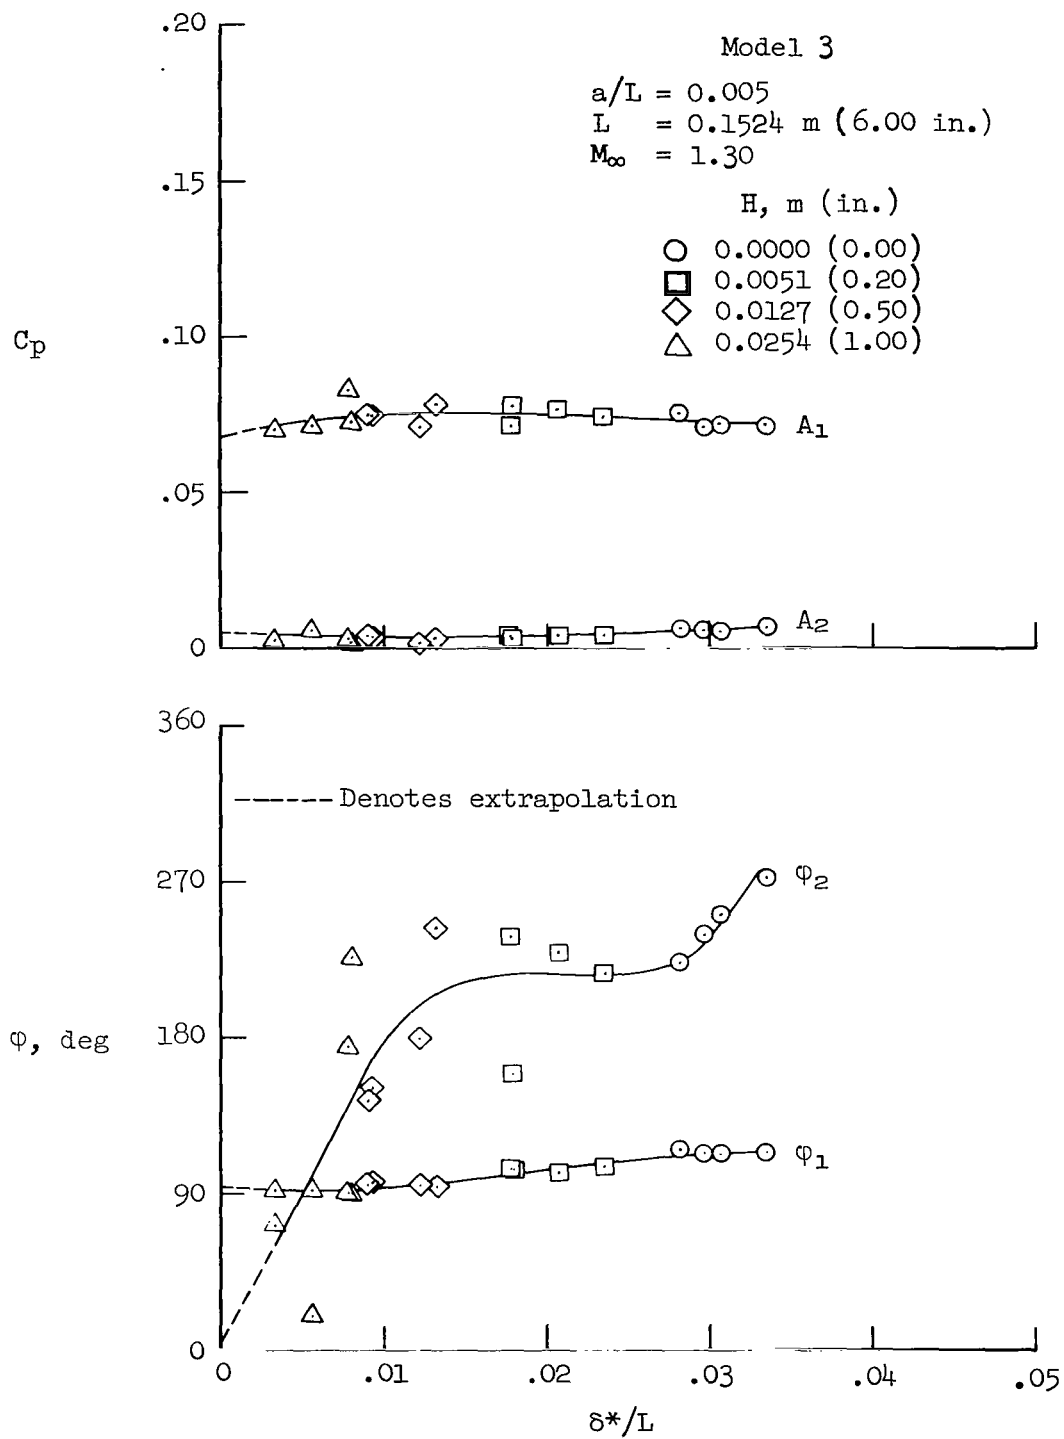 .20
Model 3
a/L = 0.005
L = 0.1524 m (6.00 in.)
M∞ = 1.30
.15
H, m (in.)
0.0000 (0.00)
0.0051 (0.20)
0.0127 (0.50)
0.0254 (1.00)
.10
Cp
A1
.05
A2
0
360
Denotes extrapolation
270
φ2
φ, deg
180
φ1
90
0
0 .01 .02 .03 .04 .05
δ*/L